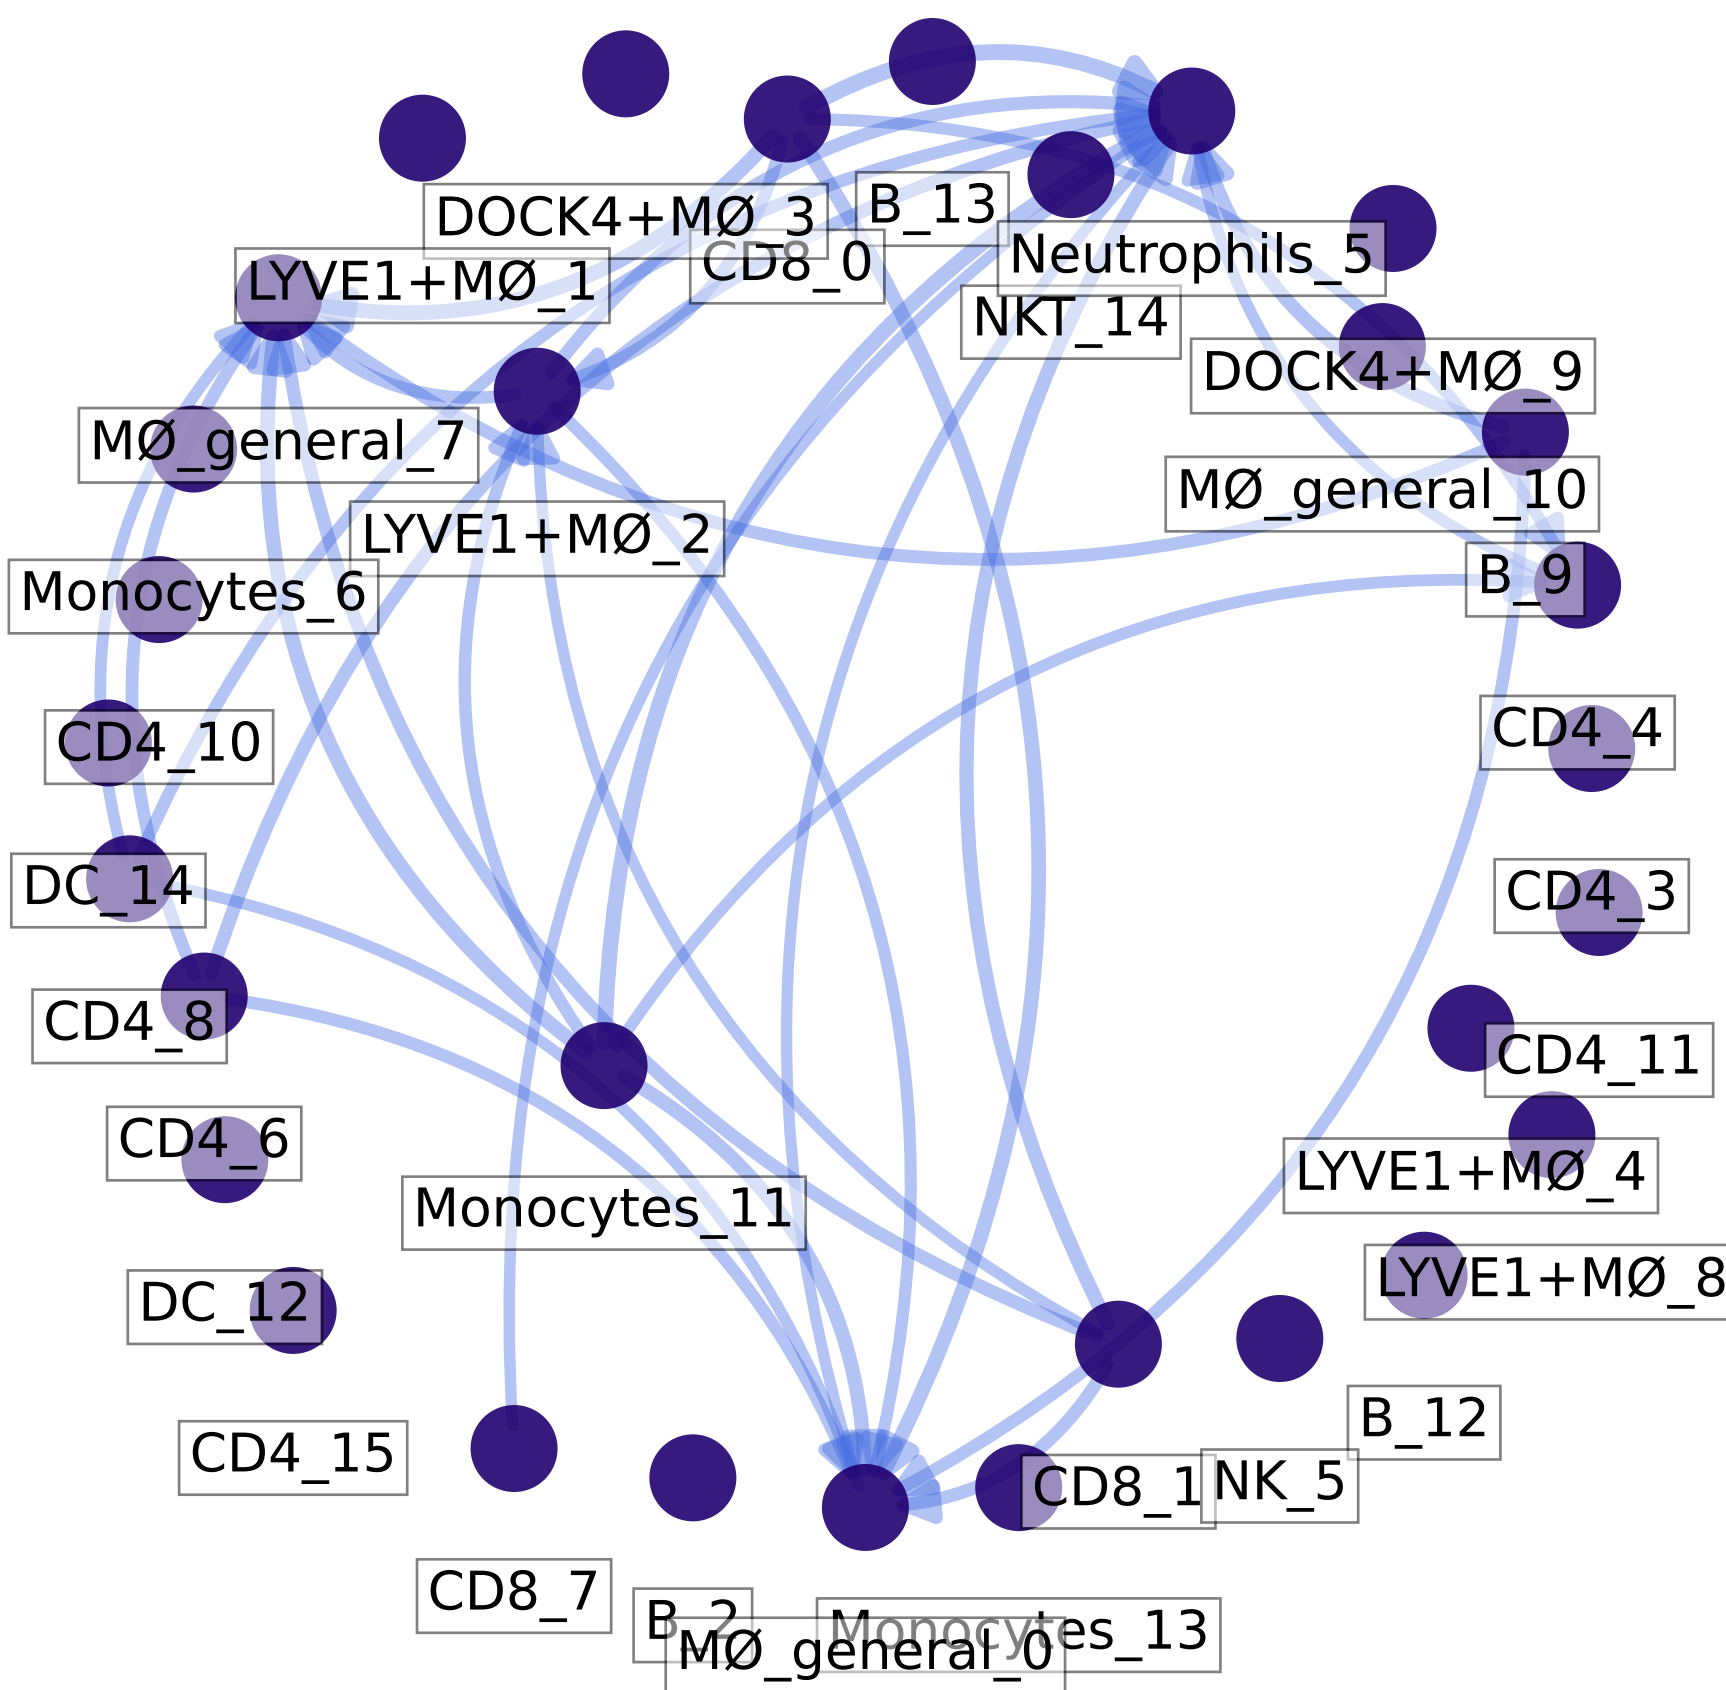 DOCK4+MØ_3
B_13
CD8_0
Neutrophils_5
LYVE1+MØ_1
NKT_14
DOCK4+MØ_9
MØ_general_7
MØ_general_10
LYVE1+MØ_2
B_9
Monocytes_6
CD4_4
CD4_10
DC_14
CD4_3
CD4_8
CD4_11
CD4_6
LYVE1+MØ_4
Monocytes_11
LYVE1+MØ_8
DC_12
B_12
CD4_15
CD8_1
NK_5
CD8_7
B_2
Monocytes_13
MØ_general_0